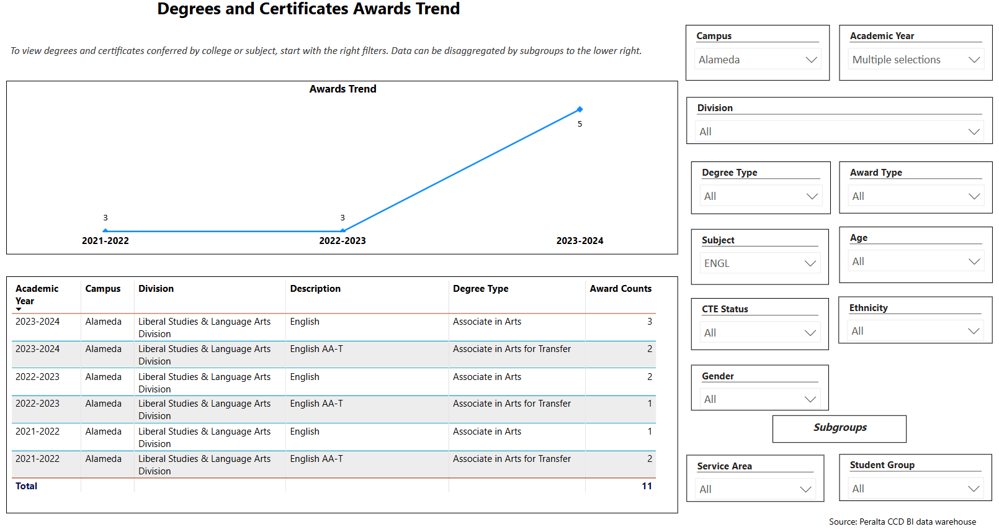 Degrees and Certificates Awards Trend
To view degrees and certificates conferred by college or subject, start with the right filters. Data can be disaggregated by subgroups to the lower right.
Awards Trend
5
3
3
2021-2022
2022-2023
2023-2024
Academic Year Campus Division Description Degree Type Award Counts
2023-2024 Alameda Liberal Studies & Language Arts Division English Associate in Arts 3
2023-2024 Alameda Liberal Studies & Language Arts Division English AA-T Associate in Arts for Transfer 2
2022-2023 Alameda Liberal Studies & Language Arts Division English Associate in Arts 2
2022-2023 Alameda Liberal Studies & Language Arts Division English AA-T Associate in Arts for Transfer 1
2021-2022 Alameda Liberal Studies & Language Arts Division English Associate in Arts 1
2021-2022 Alameda Liberal Studies & Language Arts Division English AA-T Associate in Arts for Transfer 2
Total 11
Campus
Alameda
Academic Year
Multiple selections
Division
All
Degree Type
All
Award Type
All
Subject
ENGL
Age
All
CTE Status
All
Ethnicity
All
Gender
All
Subgroups
Service Area
All
Student Group
All
Source: Peralta CCD BI data warehouse